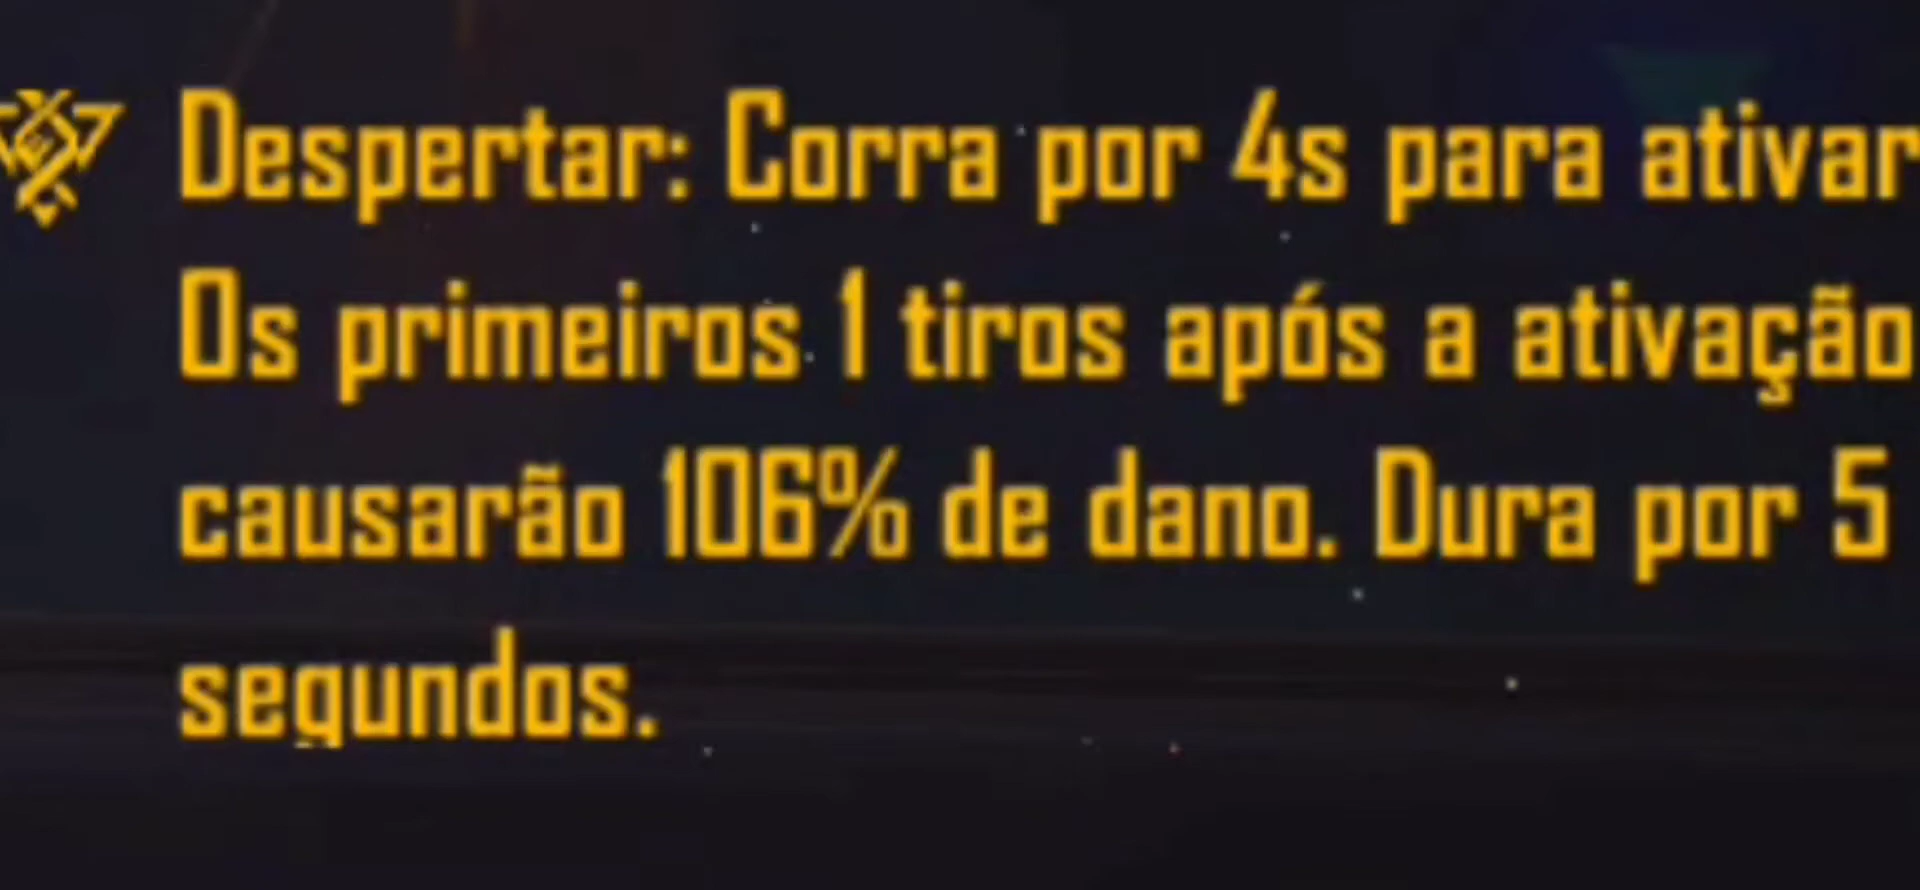 Despertar: Corra por 4s para ativar
Os primeiros 1 tiros após a ativação
causarão 106% de dano. Dura por 5
segundos.